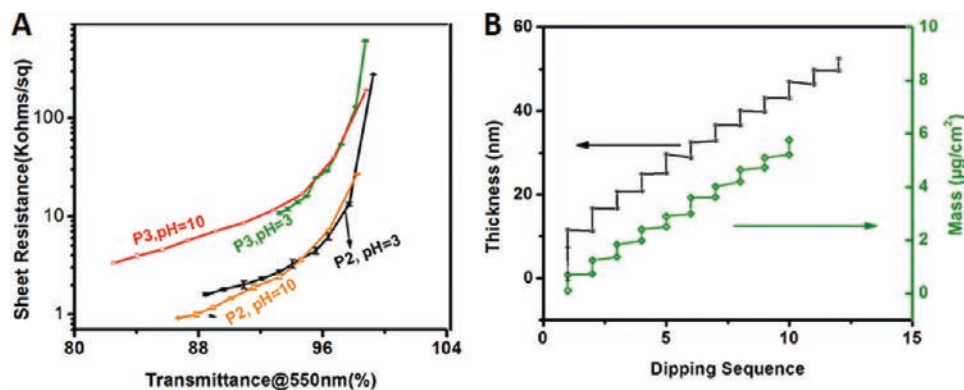 A
Sheet Resistance(Kohms/sq)
100
10
1
P3,pH=10
P3,pH=3
P2, pH=3
P2, pH=10
80 88 96 104
Transmittance@550nm(%)
B
Thickness (nm)
60
40
20
0
10
8
6
4
2
0
Mass (µg/cm²)
0 5 10 15
Dipping Sequence